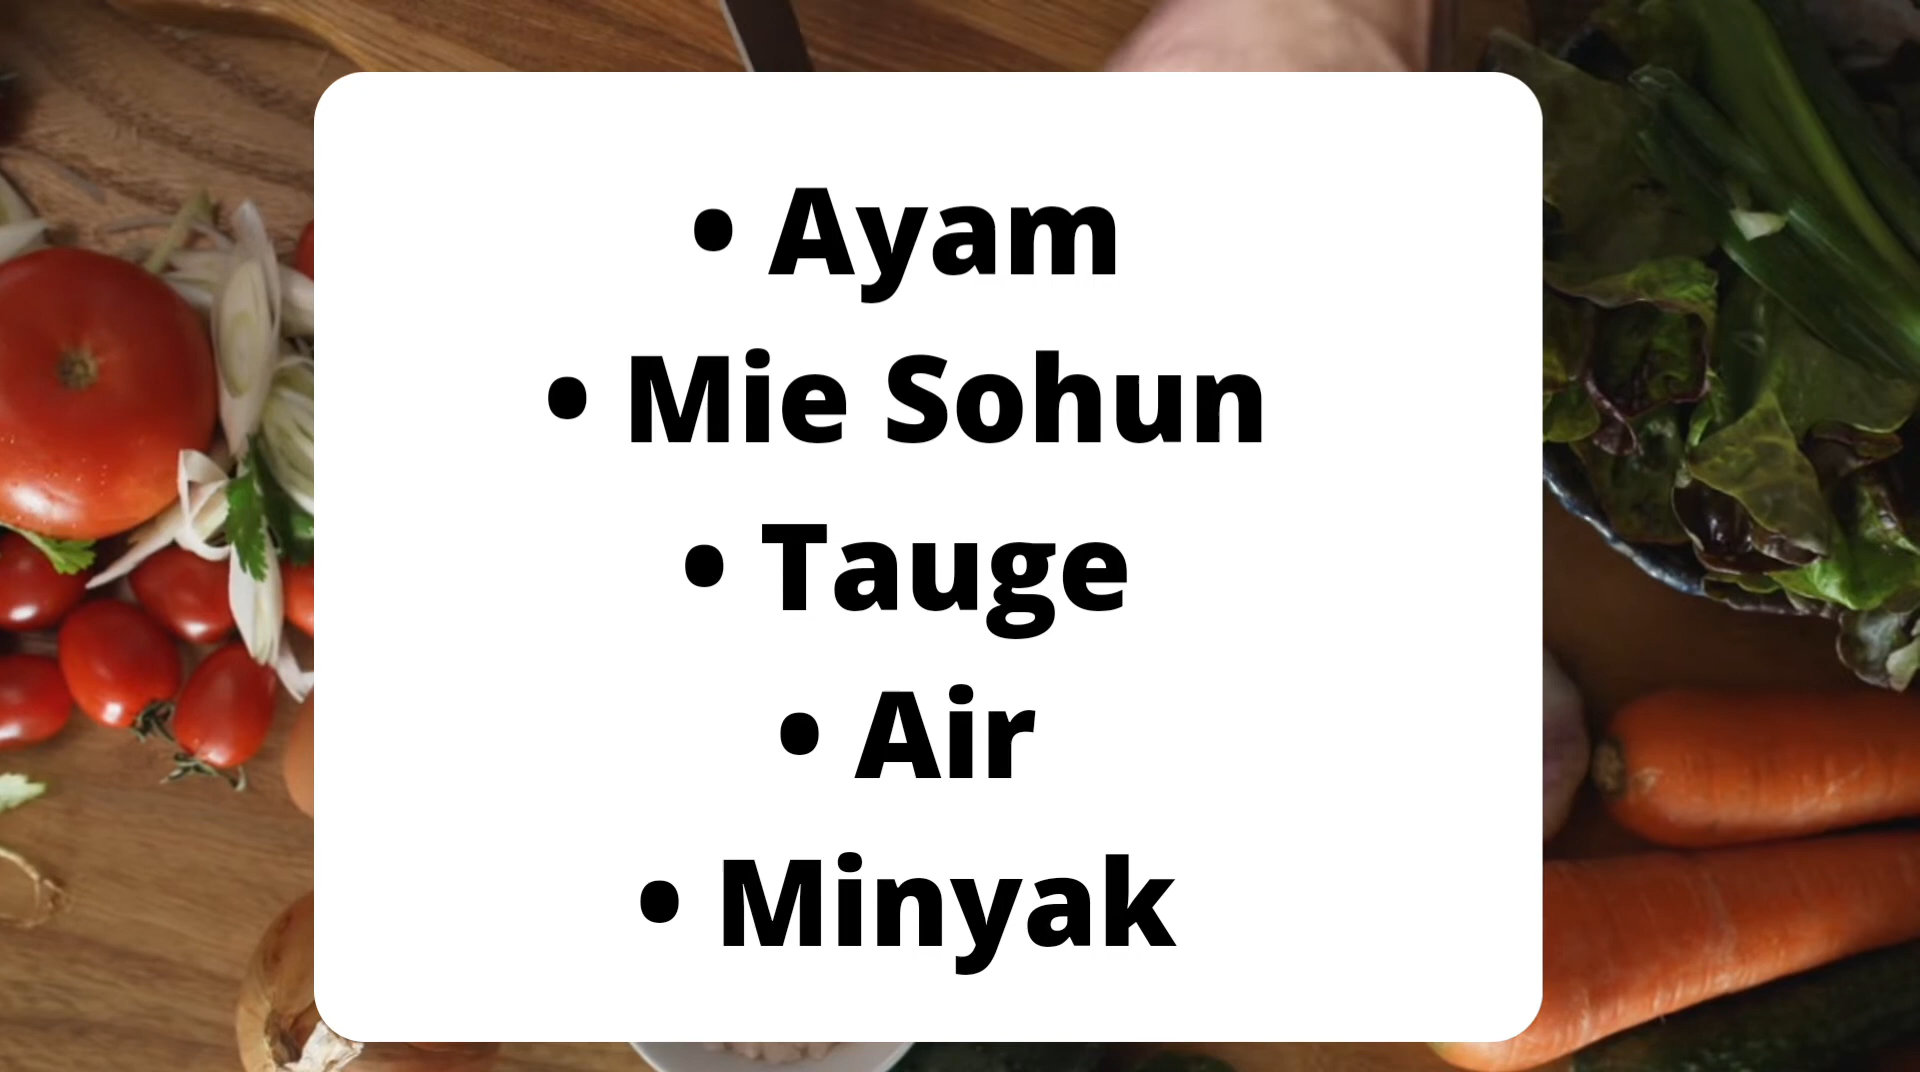 • Ayam
• Mie Sohun
• Tauge
• Air
• Minyak